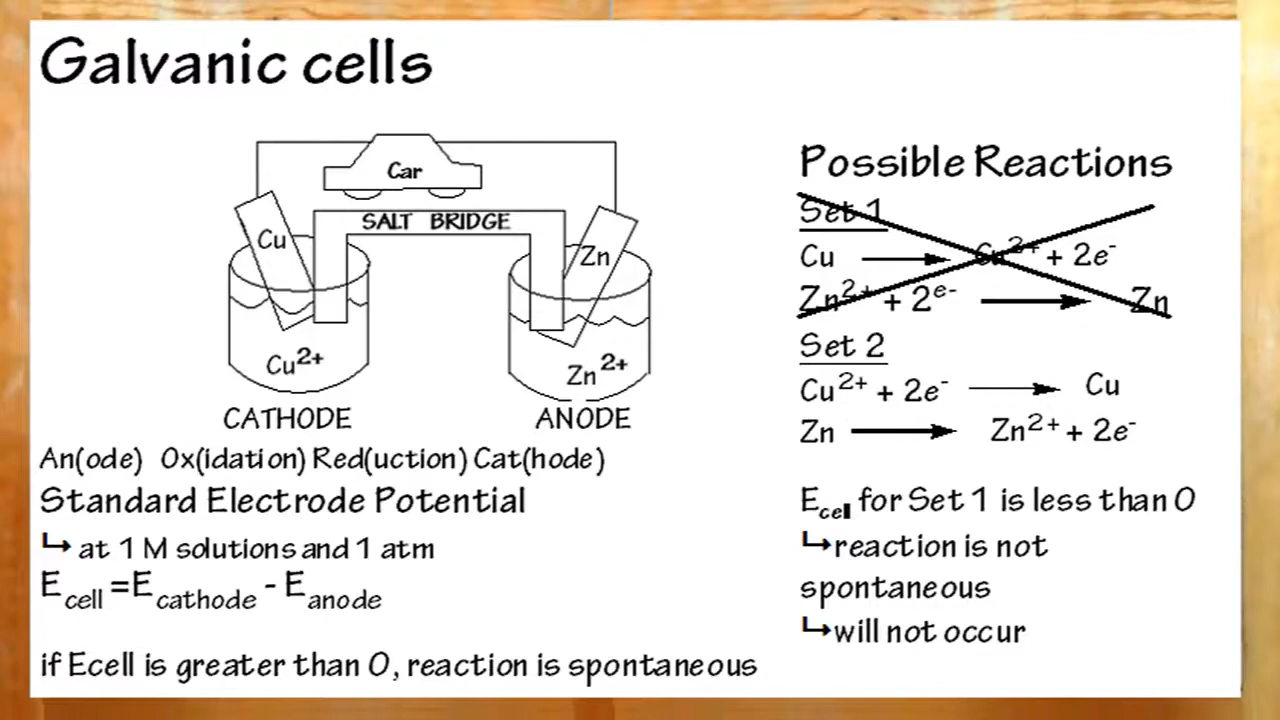 Galvanic cells
Car
SALT BRIDGE
Cu
Zn
Cu²⁺
Zn²⁺
CATHODE
ANODE
An(ode) Ox(idation) Red(uction) Cat(hode)
Standard Electrode Potential
↳ at 1 M solutions and 1 atm
E cell =E cathode - E anode
if Ecell is greater than 0, reaction is spontaneous
Possible Reactions
Set 1
Cu → Cu²⁺ + 2e⁻
Zn²⁺ + 2ᵉ⁻ → Zn
Set 2
Cu²⁺ + 2e⁻ → Cu
Zn → Zn²⁺ + 2e⁻
E cell for Set 1 is less than 0
↳reaction is not
spontaneous
↳will not occur